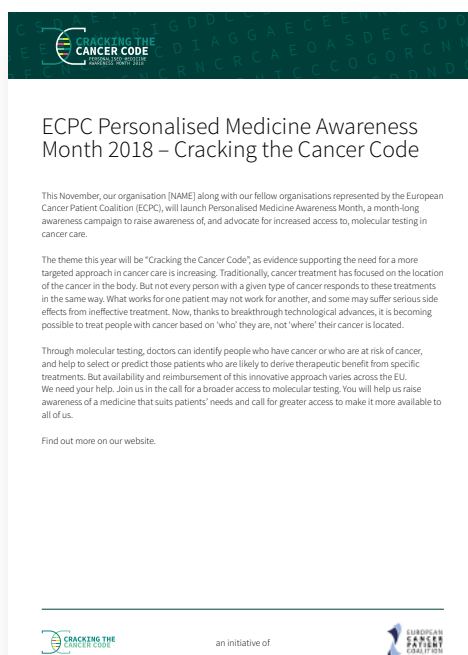 CRACKING THE
CANCER CODE
PERSONALISED MEDICINE
AWARENESS MONTH 2018
ECPC Personalised Medicine Awareness
Month 2018 – Cracking the Cancer Code
This November, our organisation [NAME] along with our fellow organisations represented by the European
Cancer Patient Coalition (ECPC), will launch Personalised Medicine Awareness Month, a month-long
awareness campaign to raise awareness of, and advocate for increased access to, molecular testing in
cancer care.
The theme this year will be “Cracking the Cancer Code”, as evidence supporting the need for a more
targeted approach in cancer care is increasing. Traditionally, cancer treatment has focused on the location
of the cancer in the body. But not every person with a given type of cancer responds to these treatments
in the same way. What works for one patient may not work for another, and some may suffer serious side
effects from ineffective treatment. Now, thanks to breakthrough technological advances, it is becoming
possible to treat people with cancer based on ‘who’ they are, not ‘where’ their cancer is located.
Through molecular testing, doctors can identify people who have cancer or who are at risk of cancer,
and help to select or predict those patients who are likely to derive therapeutic benefit from specific
treatments. But availability and reimbursement of this innovative approach varies across the EU.
We need your help. Join us in the call for a broader access to molecular testing. You will help us raise
awareness of a medicine that suits patients’ needs and call for greater access to make it more available to
all of us.
Find out more on our website.
CRACKING THE
CANCER CODE
an initiative of
EUROPEAN
CANCER
PATIENT
COALITION